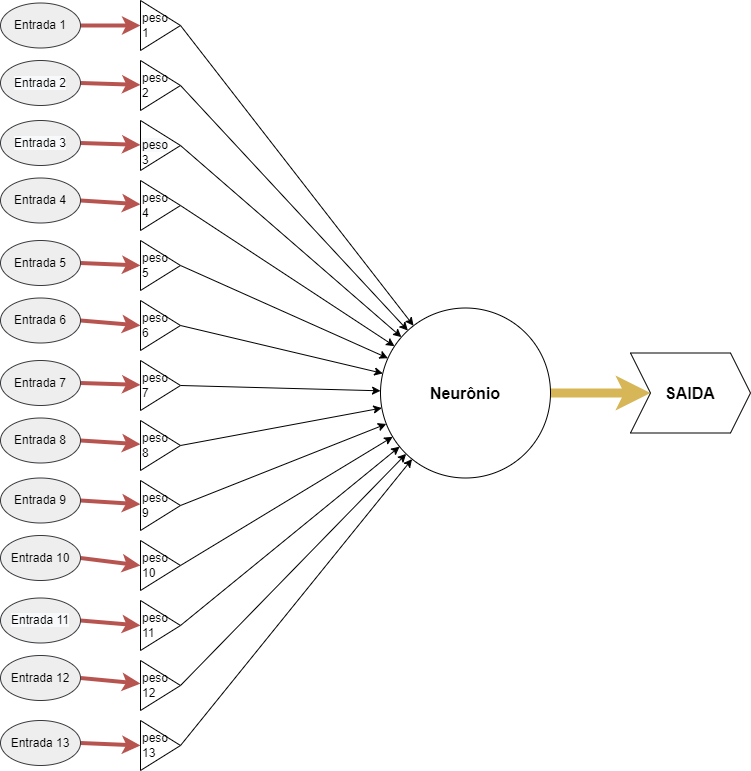 Entrada 1
peso
1
Entrada 2
peso
2
Entrada 3
peso
3
Entrada 4
peso
4
Entrada 5
peso
5
Entrada 6
peso
6
Entrada 7
peso
7
Neurônio
SAIDA
Entrada 8
peso
8
Entrada 9
peso
9
Entrada 10
peso
10
Entrada 11
peso
11
Entrada 12
peso
12
Entrada 13
peso
13